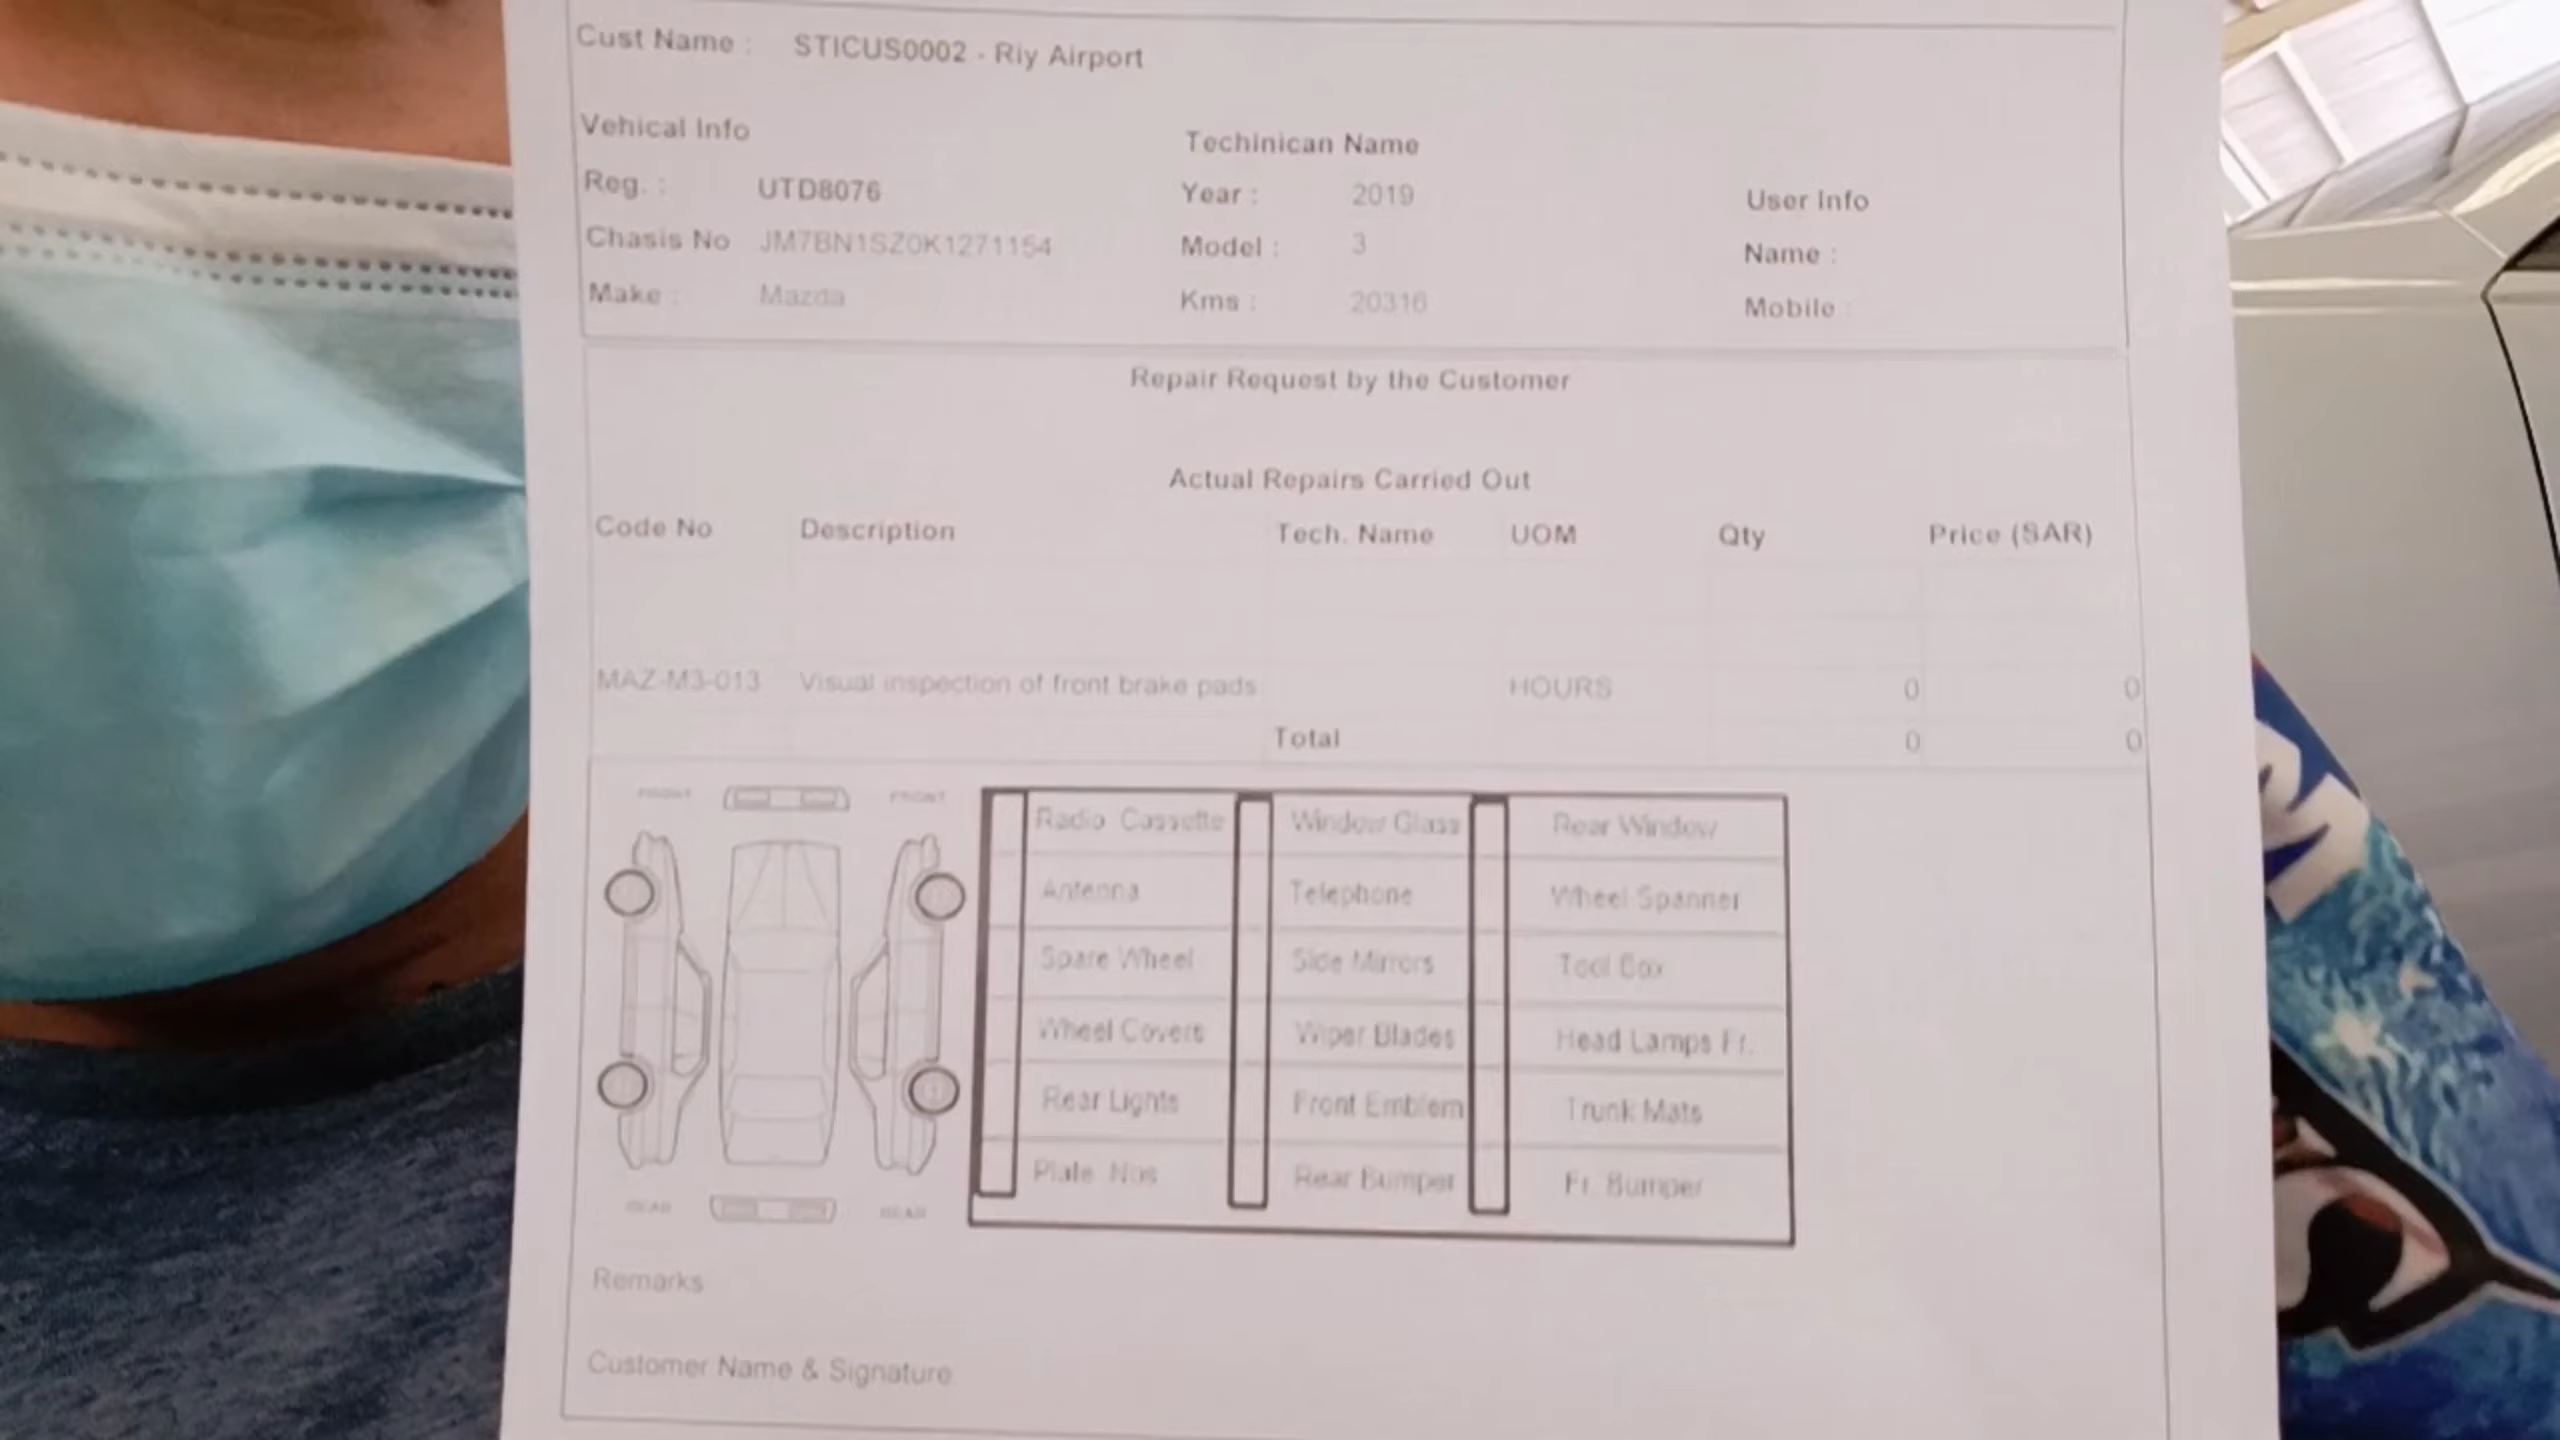 Cust Name : STICUS0002 - Riy Airport
Vehical Info
Techinican Name
Reg. : UTD8076 Year : 2019 User Info
Chasis No JM7BN1SZ0K1271154 Model : 3 Name :
Make : Mazda Kms : 20316 Mobile :
Repair Request by the Customer
Actual Repairs Carried Out
Code No Description Tech. Name UOM Qty Price (SAR)
MAZ-M3-013 Visual inspection of front brake pads HOURS 0 0
Total 0 0
FRONT FRONT
Radio Cassette Window Glass Rear Window
Antenna Telephone Wheel Spanner
Spare Wheel Side Mirrors Tool Box
Wheel Covers Wiper Blades Head Lamps Fr.
Rear Lights Front Emblem Trunk Mats
Plate Nos Rear Bumper Fr. Bumper
REAR REAR
Remarks
Customer Name & Signature